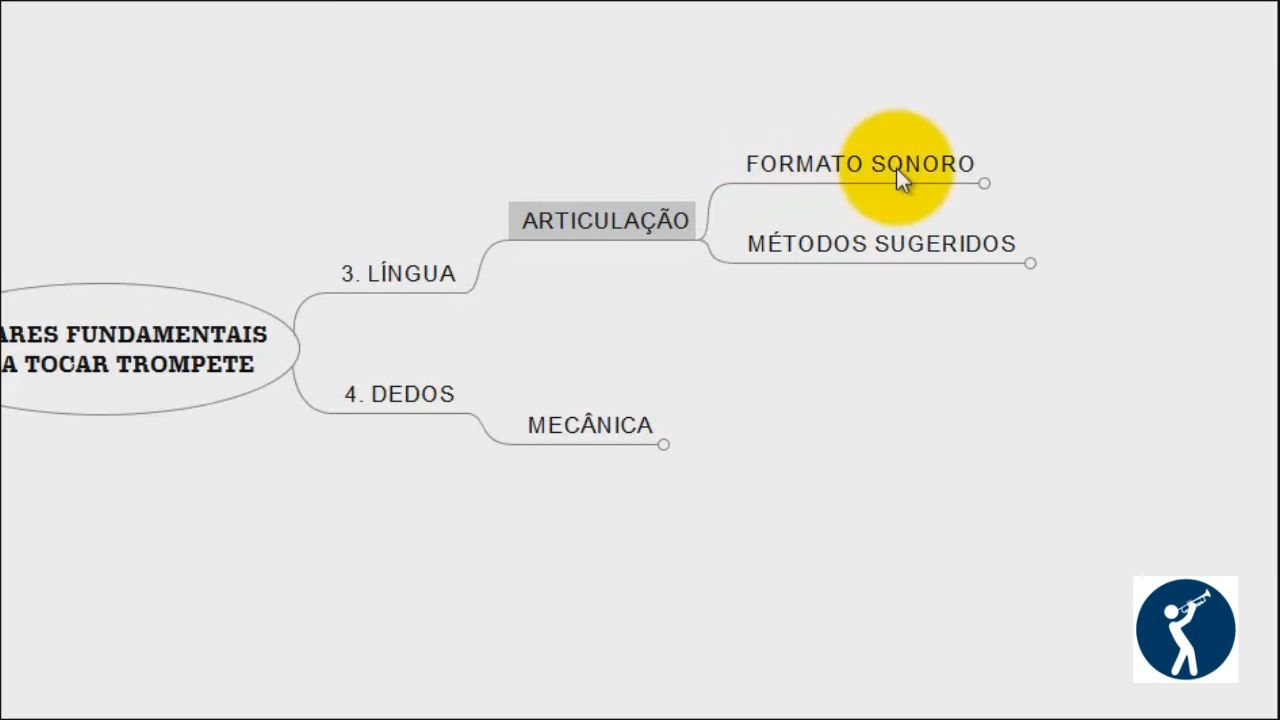 FORMATO SONORO
ARTICULAÇÃO
MÉTODOS SUGERIDOS
3. LÍNGUA
ARES FUNDAMENTAIS
A TOCAR TROMPETE
4. DEDOS
MECÂNICA